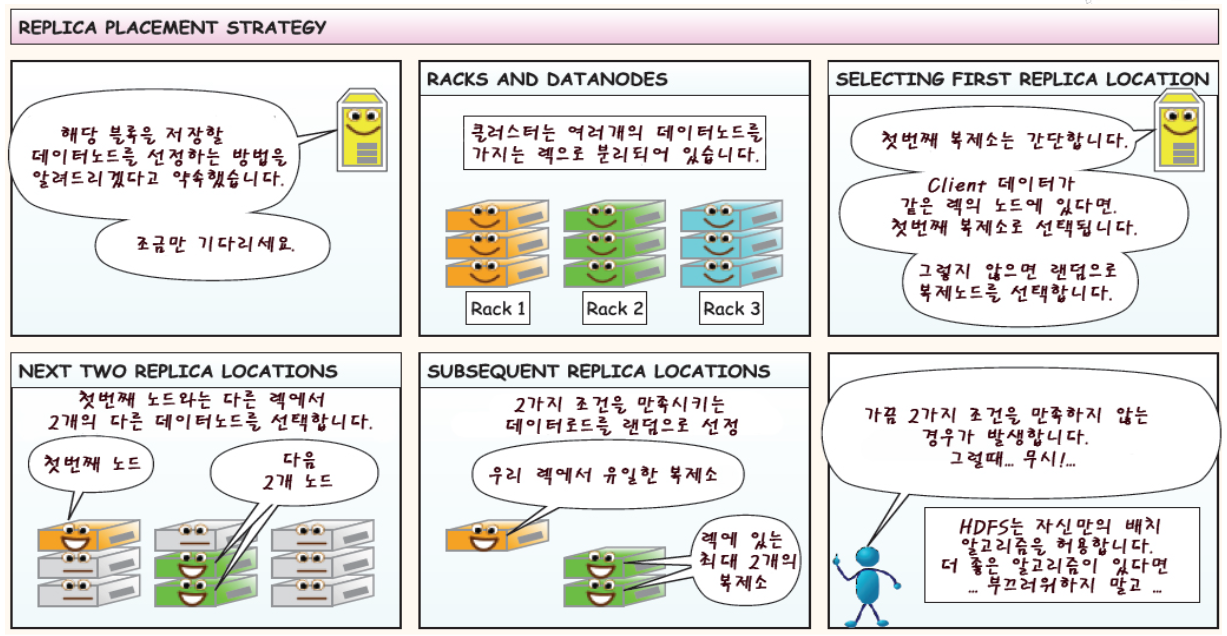 REPLICA PLACEMENT STRATEGY
해당 블록을 저장할
데이터노드를 선정하는 방법을
알려드리겠다고 약속했습니다.
조금만 기다리세요.
RACKS AND DATANODES
클러스터는 여러개의 데이터노드를
가지는 렉으로 분리되어 있습니다.
Rack 1
Rack 2
Rack 3
SELECTING FIRST REPLICA LOCATION
첫번째 복제소는 간단합니다.
Client 데이터가
같은 렉의 노드에 있다면.
첫번째 복제소로 선택됩니다.
그렇지 않으면 랜덤으로
복제노드를 선택합니다.
NEXT TWO REPLICA LOCATIONS
첫번째 노드와는 다른 렉에서
2개의 다른 데이터노드를 선택합니다.
첫번째 노드
다음
2개 노드
SUBSEQUENT REPLICA LOCATIONS
2가지 조건을 만족시키는
데이터로드를 랜덤으로 선정
우리 렉에서 유일한 복제소
렉에 있는
최대 2개의
복제소
가끔 2가지 조건을 만족하지 않는
경우가 발생합니다.
그럴때... 무시!...
HDFS는 자신만의 배치
알고리즘을 허용합니다.
더 좋은 알고리즘이 있다면
... 부끄러워하지 말고 ...